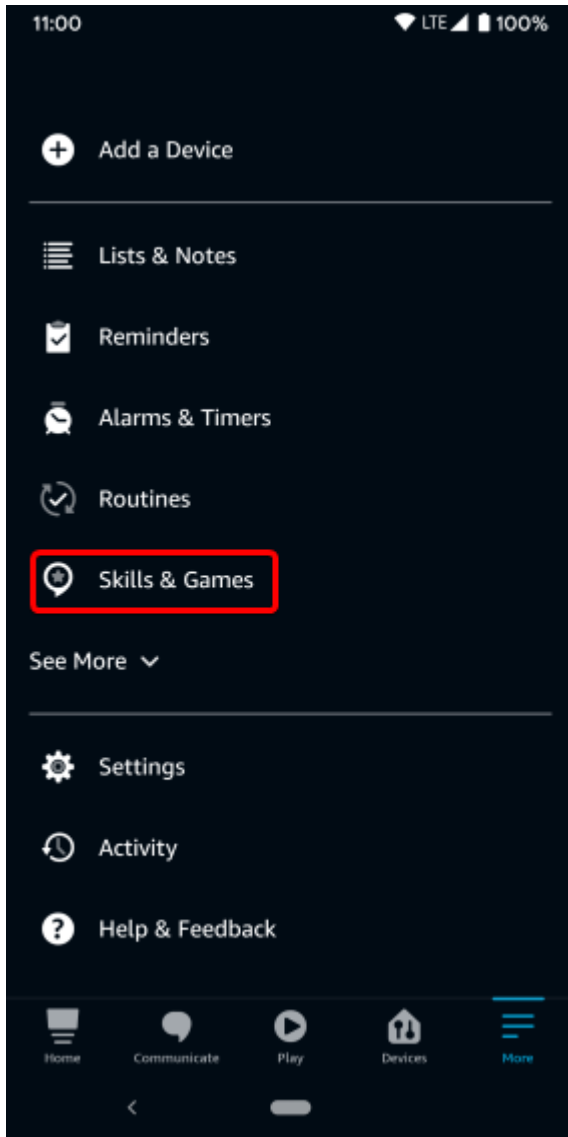 11:00 LTE 100%
Add a Device
Lists & Notes
Reminders
Alarms & Timers
Routines
Skills & Games
See More
Settings
Activity
Help & Feedback
Home Communicate Play Devices More